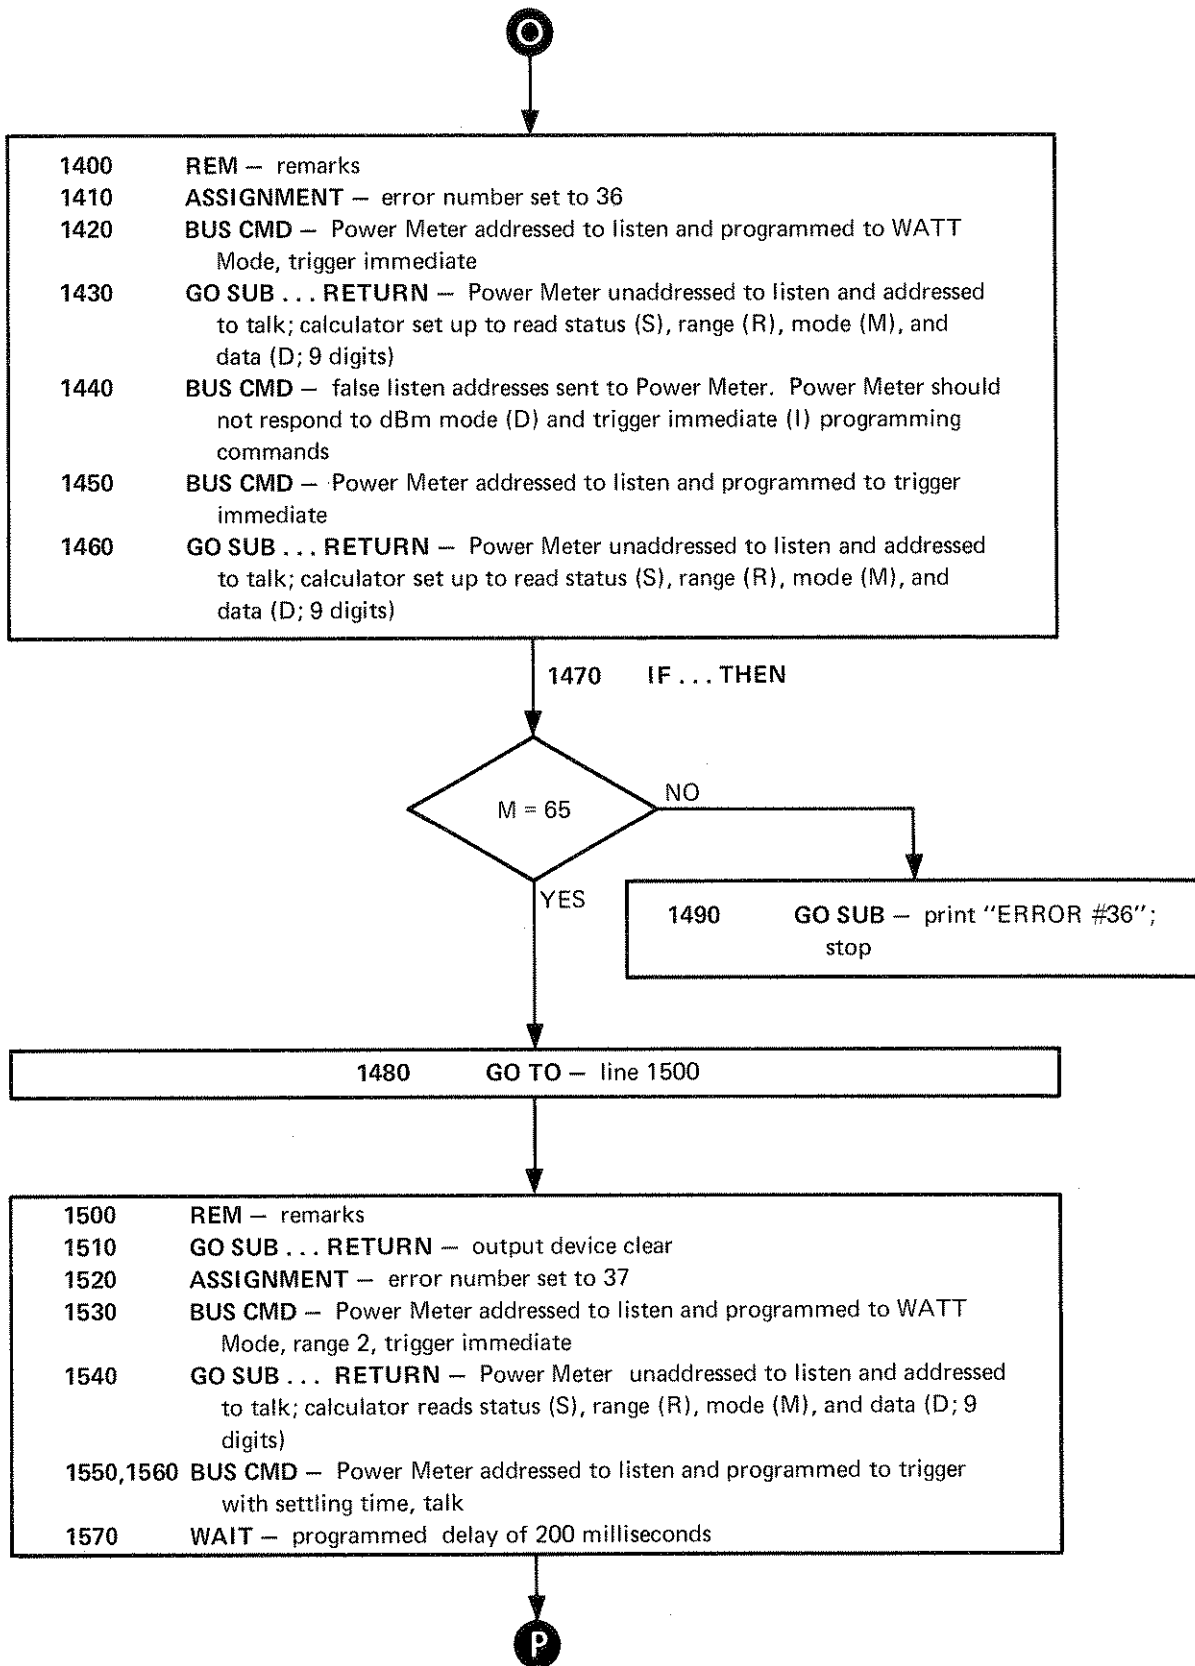 O
1400 REM — remarks
1410 ASSIGNMENT — error number set to 36
1420 BUS CMD — Power Meter addressed to listen and programmed to WATT
Mode, trigger immediate
1430 GO SUB ... RETURN — Power Meter unaddressed to listen and addressed
to talk; calculator set up to read status (S), range (R), mode (M), and
data (D; 9 digits)
1440 BUS CMD — false listen addresses sent to Power Meter. Power Meter should
not respond to dBm mode (D) and trigger immediate (I) programming
commands
1450 BUS CMD — Power Meter addressed to listen and programmed to trigger
immediate
1460 GO SUB ... RETURN — Power Meter unaddressed to listen and addressed
to talk; calculator set up to read status (S), range (R), mode (M), and
data (D; 9 digits)
1470 IF ... THEN
M = 65
NO
YES
1490 GO SUB — print "ERROR #36";
stop
1480 GO TO — line 1500
1500 REM — remarks
1510 GO SUB ... RETURN — output device clear
1520 ASSIGNMENT — error number set to 37
1530 BUS CMD — Power Meter addressed to listen and programmed to WATT
Mode, range 2, trigger immediate
1540 GO SUB ... RETURN — Power Meter unaddressed to listen and addressed
to talk; calculator reads status (S), range (R), mode (M), and data (D; 9
digits)
1550,1560 BUS CMD — Power Meter addressed to listen and programmed to trigger
with settling time, talk
1570 WAIT — programmed delay of 200 milliseconds
P